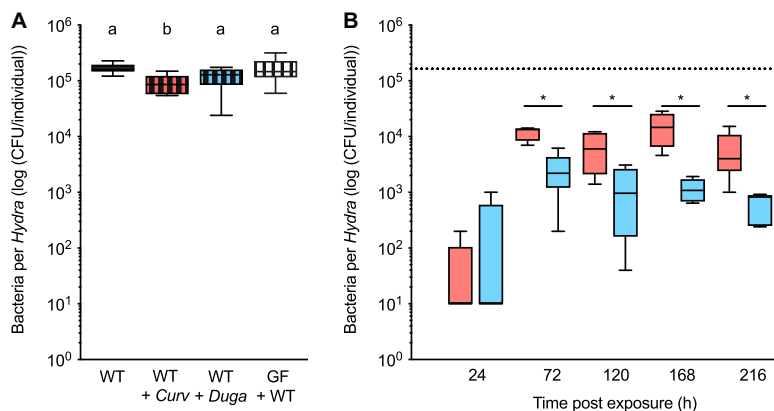 A
Bacteria per Hydra (log (CFU/individual))
10⁶
10⁵
10⁴
10³
10²
10¹
10⁰
a
b
a
a
WT
WT
+ Curv
WT
+ Duga
GF
+ WT
B
Bacteria per Hydra (log (CFU/individual))
10⁶
10⁵
10⁴
10³
10²
10¹
10⁰
*
*
*
*
24
72
120
168
216
Time post exposure (h)